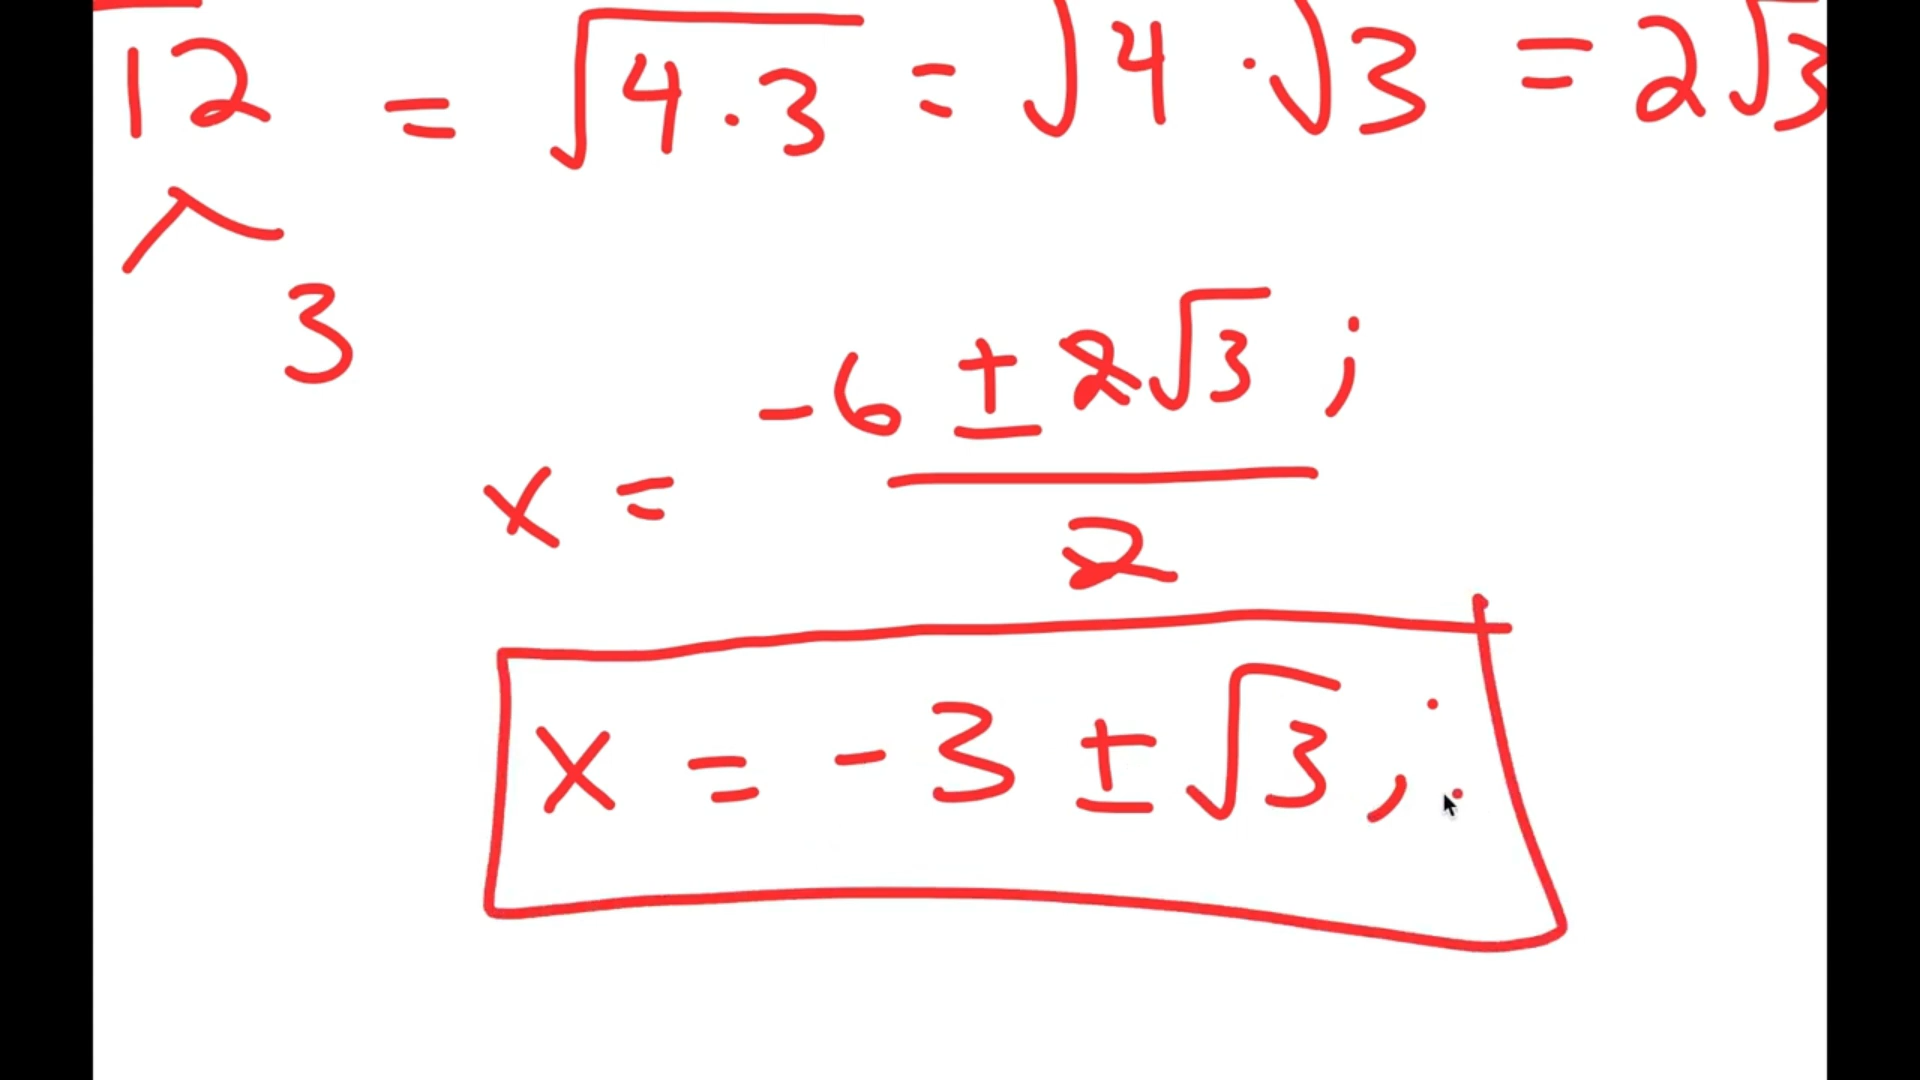 12 = √4·3 = √4 · √3 = 2√3
3
x = -6 ± 2√3 i / 2
x = -3 ± √3 i